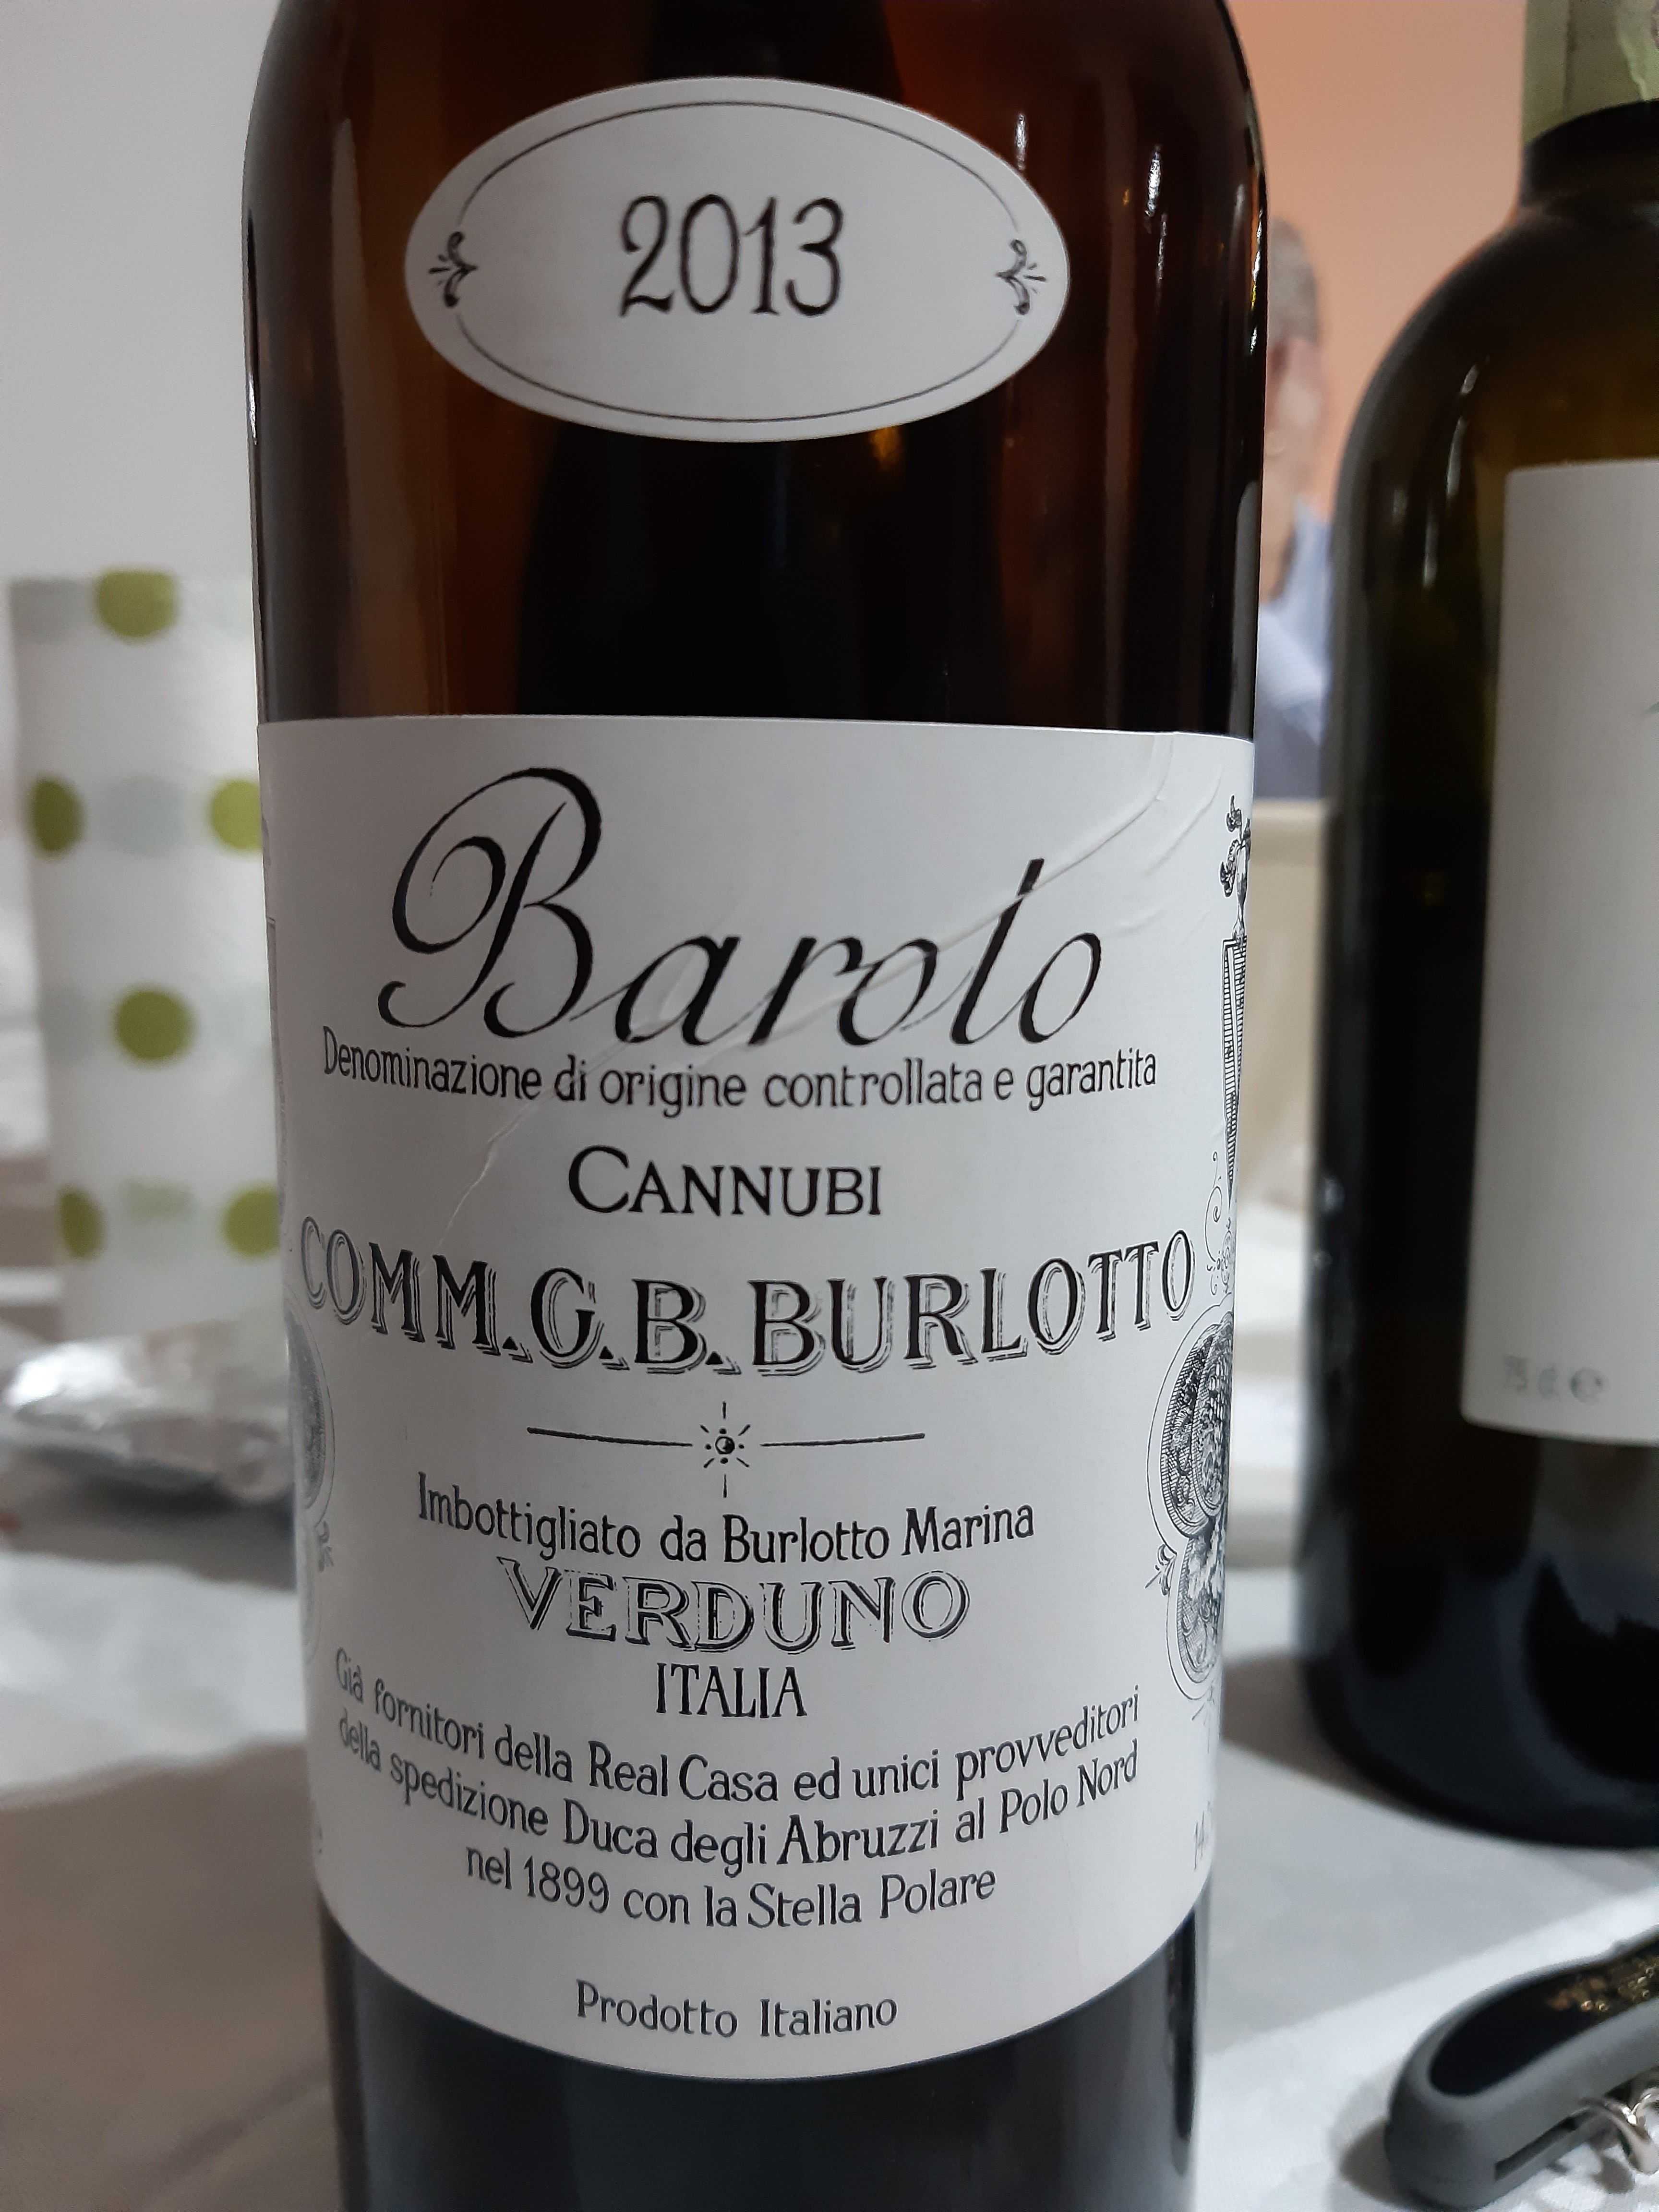 2013
Barolo
Denominazione di origine controllata e garantita
CANNUBI
COMM.G.B.BURLOTTO
Imbottigliato da Burlotto Marina
VERDUNO
ITALIA
Già fornitori della Real Casa ed unici provveditori
della spedizione Duca degli Abruzzi al Polo Nord
nel 1899 con la Stella Polare
Prodotto Italiano
75 cl e